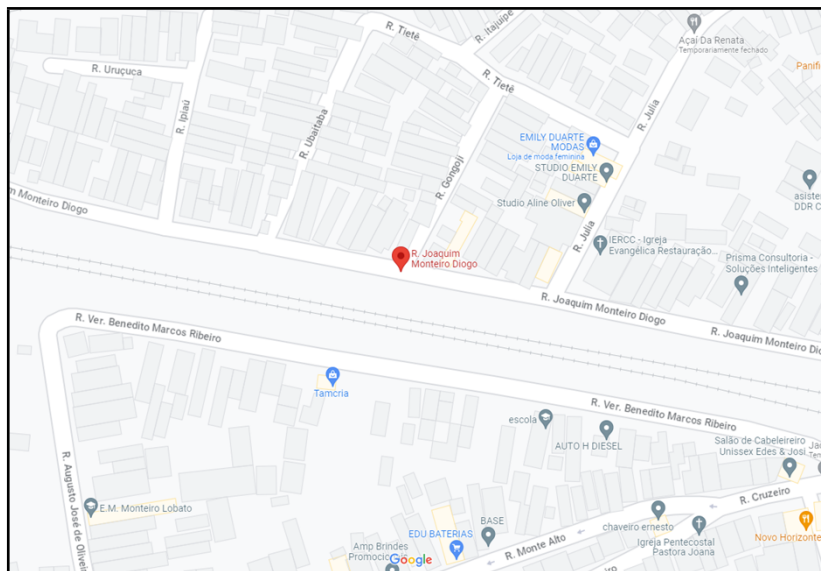 R. Tietê
R. Itajuipe
Açaí Da Renata
Temporariamente fechado
R. Uruçuca
R. Tietê
Panifi
R. Ipiaú
R. Ubaitaba
R. Julia
EMILY DUARTE
MODAS
Loja de moda feminina
STUDIO EMILY
DUARTE
R. Gongoji
asisten
DDR C
Studio Aline Oliver
m Monteiro Diogo
R. Julia
IERCC - Igreja
Evangélica Restauração...
R. Joaquim
Monteiro Diogo
Prisma Consultoria -
Soluções Inteligentes
R. Joaquim Monteiro Diogo
R. Ver. Benedito Marcos Ribeiro
R. Joaquim Monteiro Dio
Tamcria
R. Ver. Benedito Marcos Ribeiro
escola
AUTO H DIESEL
Salão de Cabeleireiro
Unissex Edes & Josi
R. Augusto José de Oliveir
E.M. Monteiro Lobato
R. Cruzeiro
BASE
chaveiro ernesto
EDU BATERIAS
Igreja Pentecostal
Pastora Joana
Novo Horizonte
Amp Brindes
Promocio
R. Monte Alto
Google